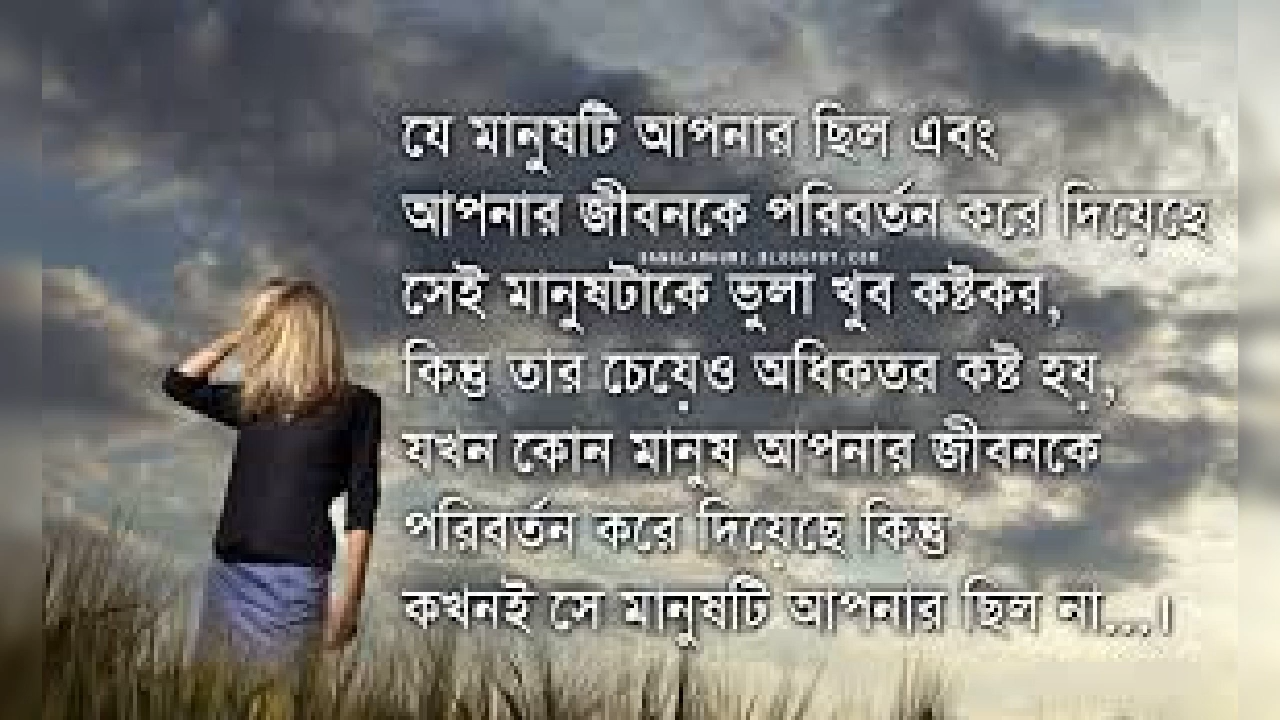 যে মানুষটি আপনার ছিল এবং
আপনার জীবনকে পরিবর্তন করে দিয়েছে
সেই মানুষটাকে ভুলা খুব কষ্টকর,
কিন্তু তার চেয়েও অধিকতর কষ্ট হয়,
যখন কোন মানুষ আপনার জীবনকে
পরিবর্তন করে দিয়েছে কিন্তু
কখনই সে মানুষটি আপনার ছিল না...।